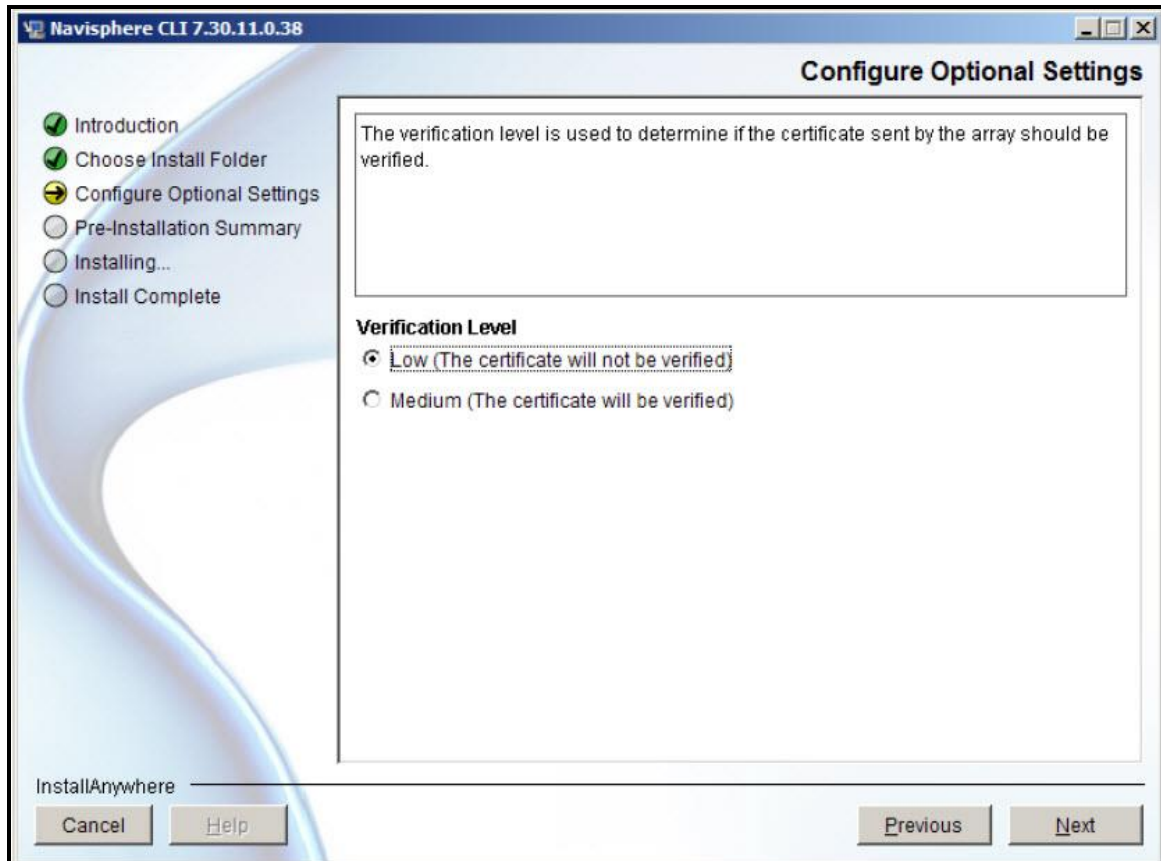 Navisphere CLI 7.30.11.0.38
Configure Optional Settings
Introduction
Choose Install Folder
Configure Optional Settings
Pre-Installation Summary
Installing...
Install Complete
The verification level is used to determine if the certificate sent by the array should be
verified.
Verification Level
Low (The certificate will not be verified)
Medium (The certificate will be verified)
InstallAnywhere
Cancel
Help
Previous
Next